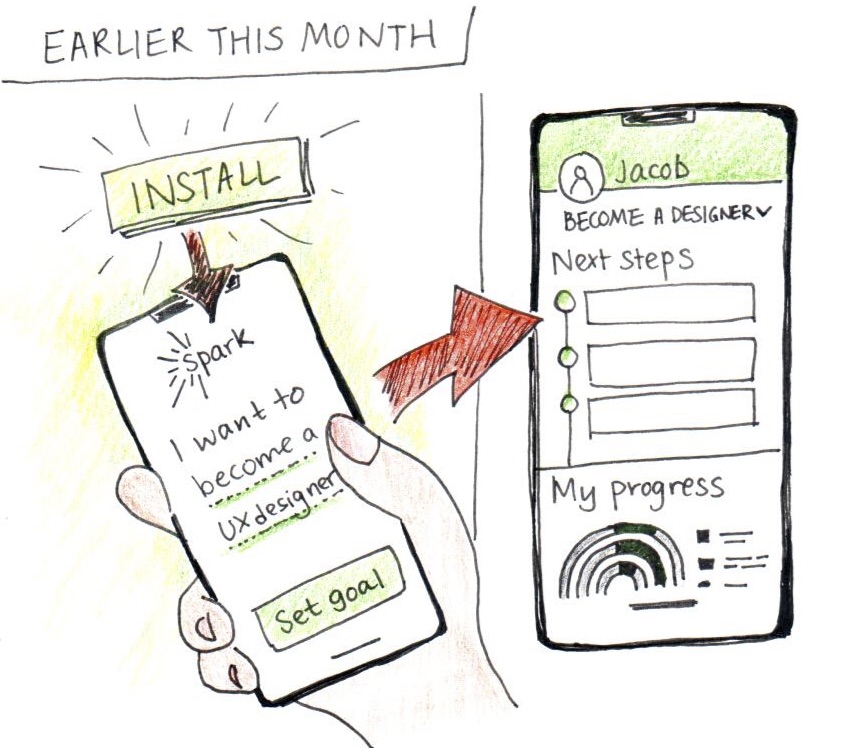 EARLIER THIS MONTH
INSTALL
Spark
I want to
become a
UX designer
Set goal
Jacob
BECOME A DESIGNER
Next steps
My progress